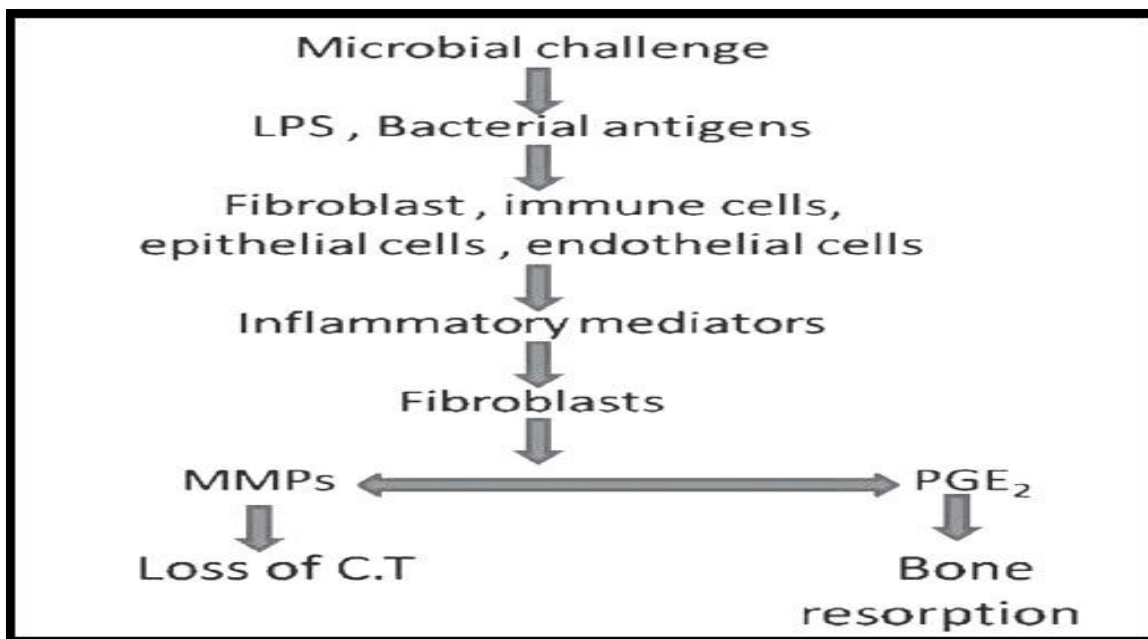 Microbial challenge
LPS , Bacterial antigens
Fibroblast , immune cells,
epithelial cells , endothelial cells
Inflammatory mediators
Fibroblasts
MMPs
PGE₂
Loss of C.T
Bone
resorption